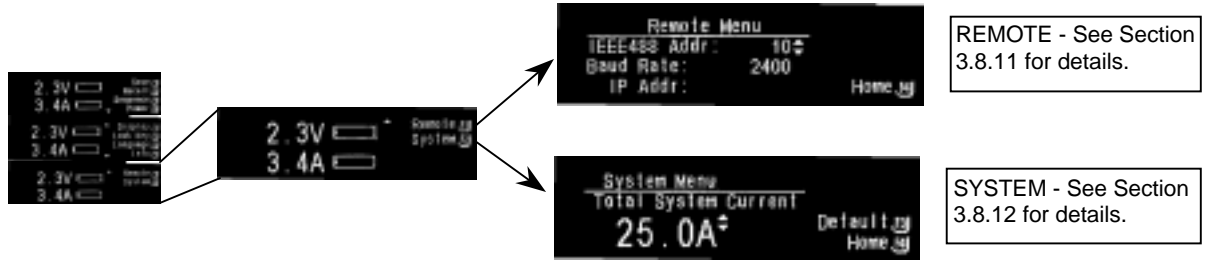 2.3V
3.4A
2.3V
3.4A
2.3V
3.4A
2.3V Remote
3.4A System
Remote Menu
IEEE488 Addr: 10
Baud Rate: 2400
IP Addr:
Home
REMOTE - See Section
3.8.11 for details.
System Menu
Total System Current
25.0A
Default
Home
SYSTEM - See Section
3.8.12 for details.